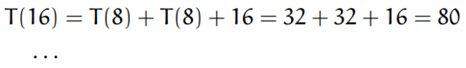 T(16) = T(8) + T(8) + 16 = 32 + 32 + 16 = 80
...